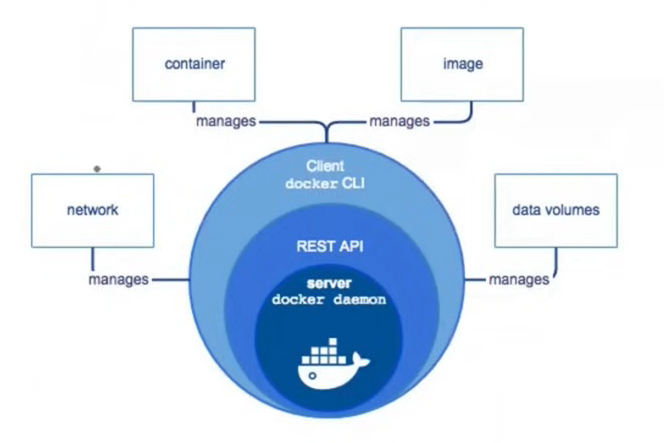 container
image
manages
manages
Client
docker CLI
network
data volumes
REST API
manages
server
manages
docker daemon